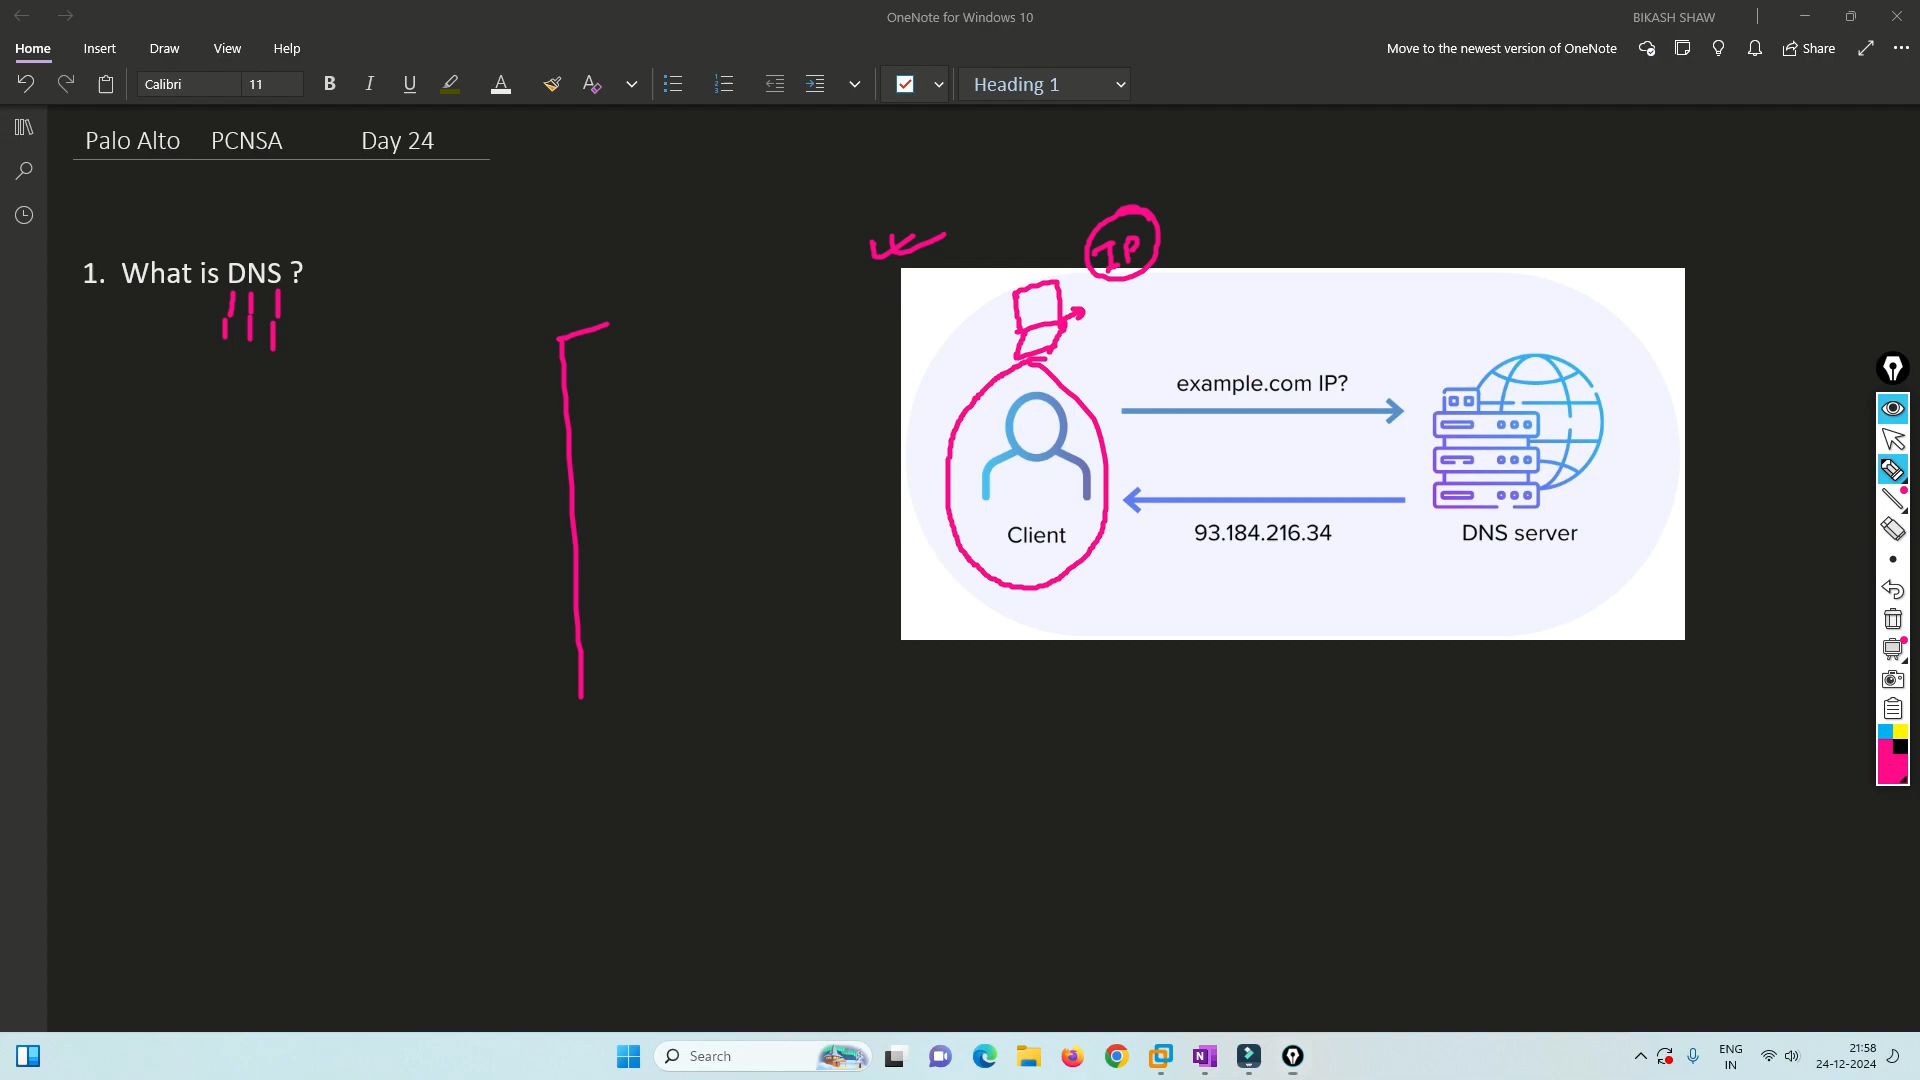 OneNote for Windows 10
BIKASH SHAW
Home Insert Draw View Help
Move to the newest version of OneNote
Share
Calibri 11 B I U A A Heading 1
Palo Alto PCNSA Day 24
1. What is DNS ?
IP
example.com IP?
Client
93.184.216.34
DNS server
Search
ENG
IN
21:58
24-12-2024